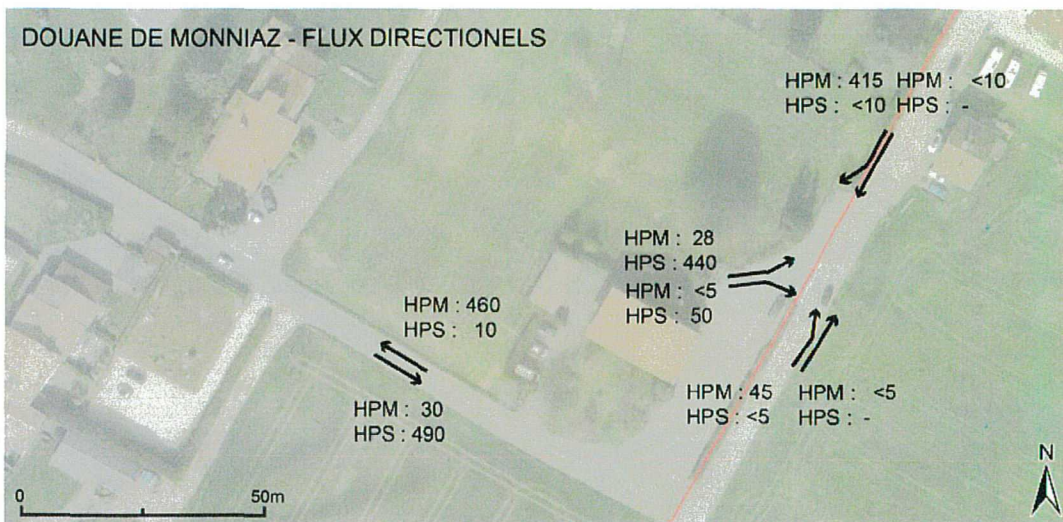 DOUANE DE MONNIAZ - FLUX DIRECTIONELS
HPM : 415 HPM : <10
HPS : <10 HPS : -
HPM : 28
HPS : 440
HPM : <5
HPS : 50
HPM : 460
HPS : 10
HPM : 45 HPM : <5
HPS : <5 HPS : -
HPM : 30
HPS : 490
0 50m
N